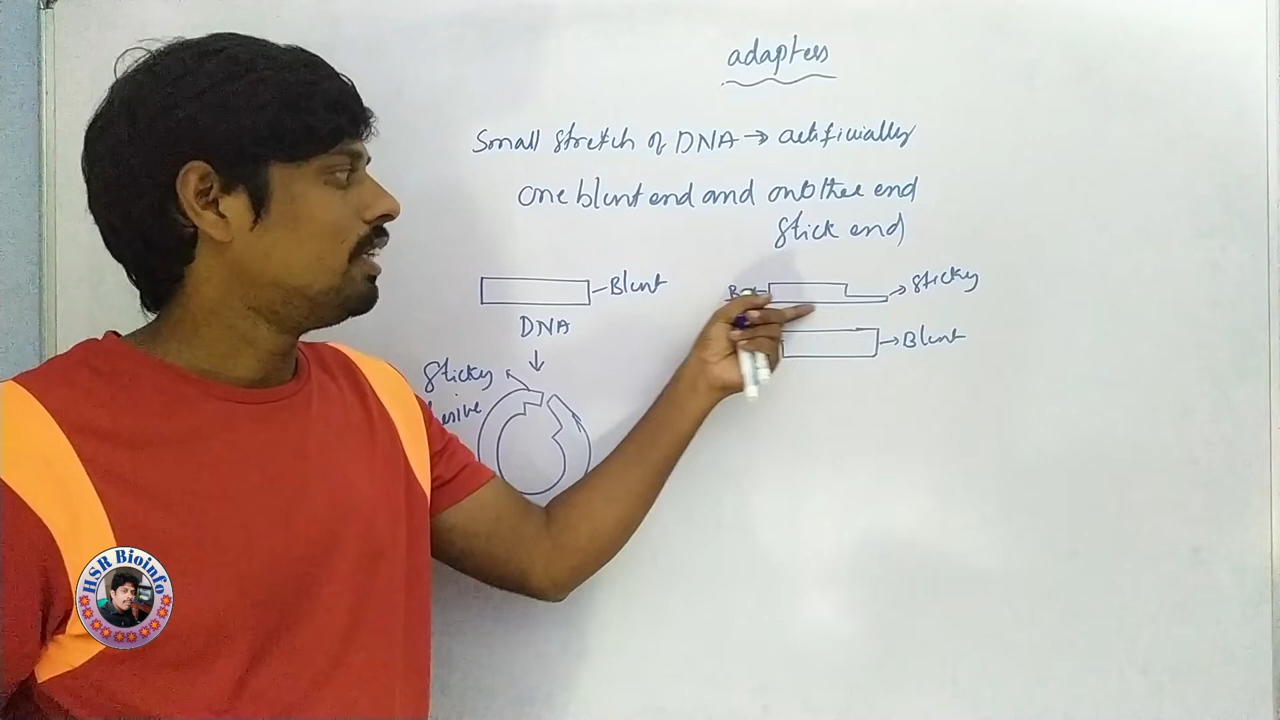 adapters
Small stretch of DNA → artificially
one blunt end and onother end
stick end
Blunt
DNA
Sticky
sticky
Blunt
HSR Bioinfo